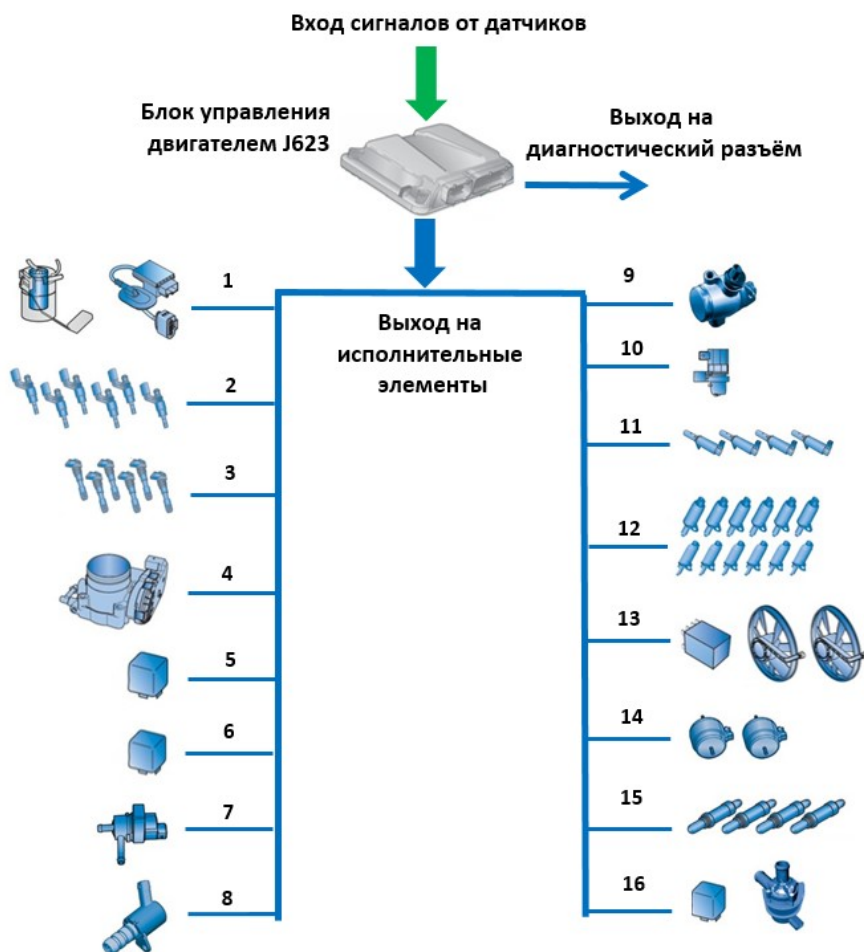 Вход сигналов от датчиков
Блок управления
двигателем J623
Выход на
диагностический разъём
Выход на
исполнительные
элементы
1
2
3
4
5
6
7
8
9
10
11
12
13
14
15
16